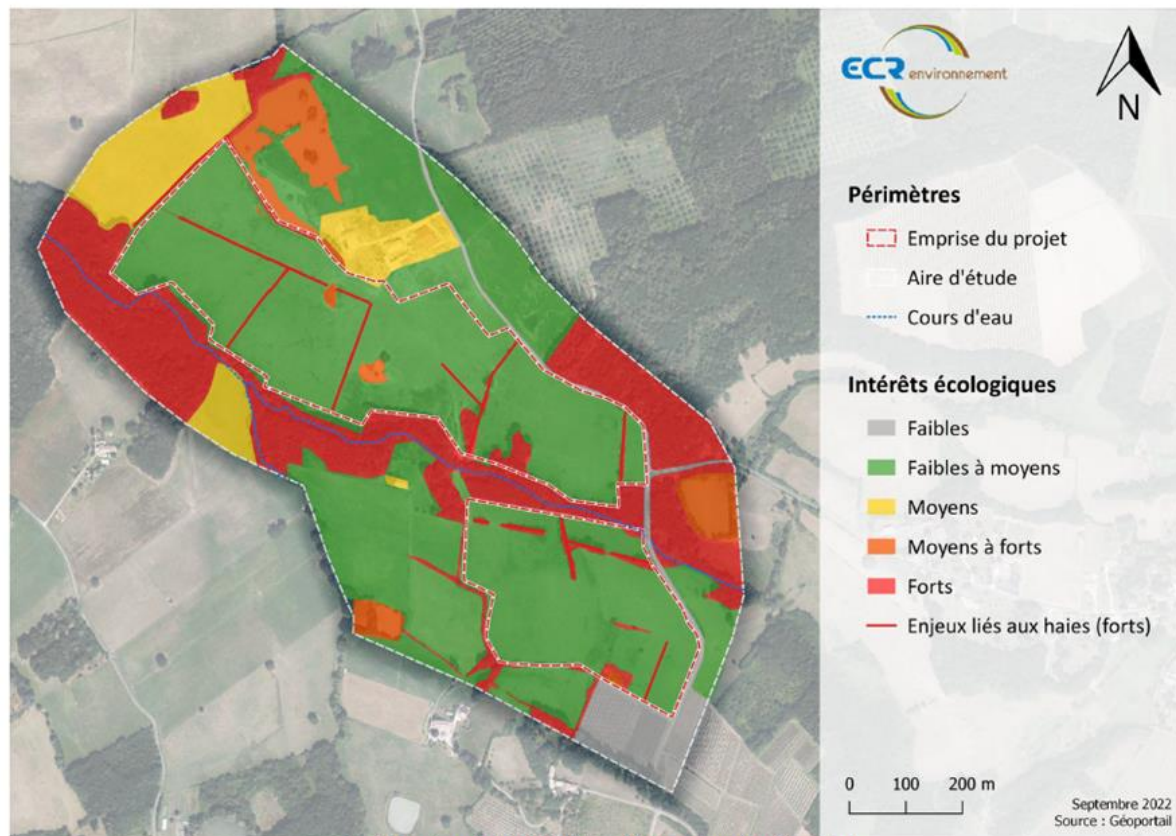 ECR environnement
N
Périmètres
Emprise du projet
Aire d'étude
Cours d'eau
Intérêts écologiques
Faibles
Faibles à moyens
Moyens
Moyens à forts
Forts
Enjeux liés aux haies (forts)
0 100 200 m
Septembre 2022
Source : Géoportail